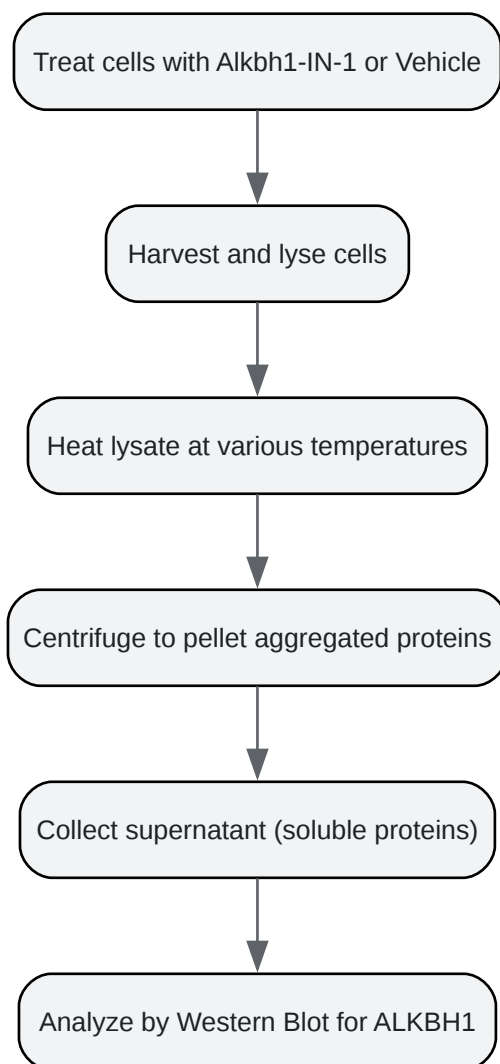 Treat cells with Alkbh1-IN-1 or Vehicle
Harvest and lyse cells
Heat lysate at various temperatures
Centrifuge to pellet aggregated proteins
Collect supernatant (soluble proteins)
Analyze by Western Blot for ALKBH1